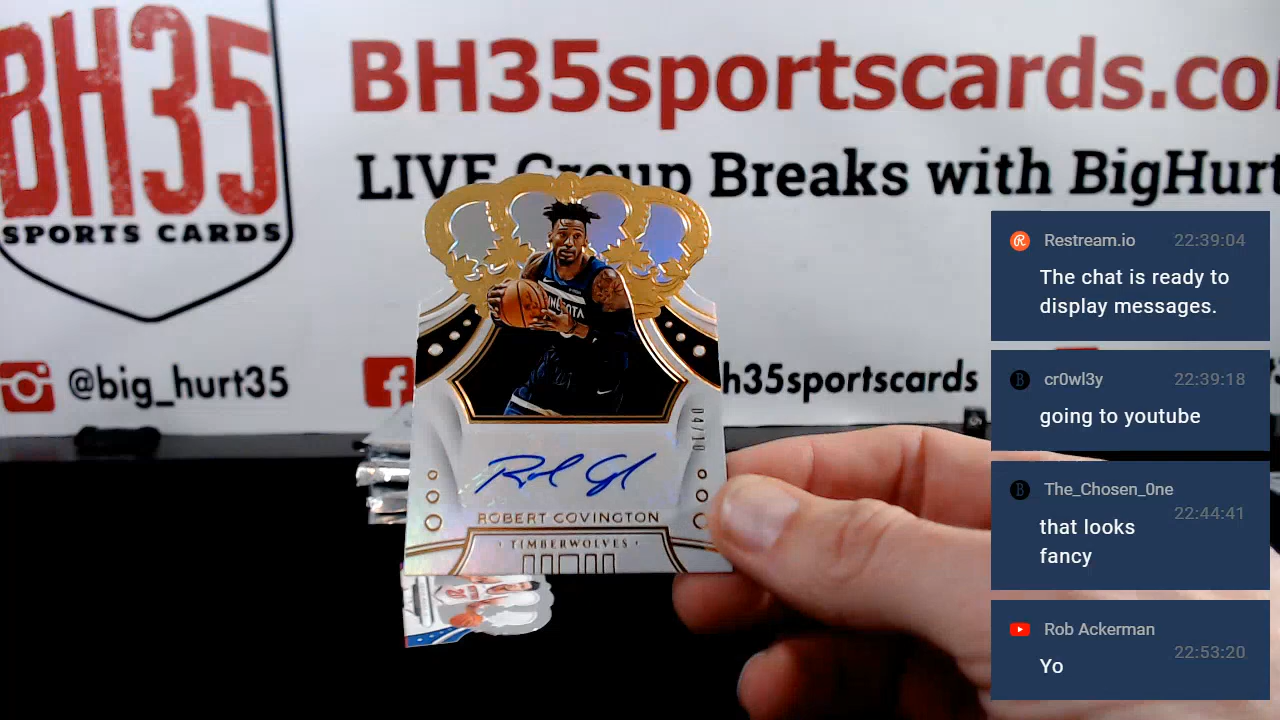 BH35
SPORTS CARDS
BH35sportscards.co
LIVE Group Breaks with BigHurt
@big_hurt35
h35sportscards
MINNESOTA
04/10
ROBERT COVINGTON
TIMBERWOLVES
Restream.io 22:39:04
The chat is ready to
display messages.
cr0wl3y 22:39:18
going to youtube
The_Chosen_0ne
22:44:41
that looks
fancy
Rob Ackerman
22:53:20
Yo